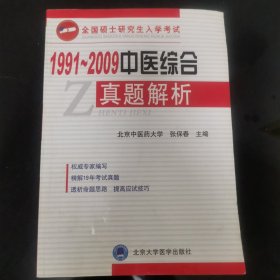 全国硕士研究生入学考试
1991~2009中医综合
Z真题解析
ZHENTI JIEXI
北京中医药大学 张保春 主编
权威专家编写
精解19年考试真题
透析命题思路 提高应试技巧
北京大学医学出版社